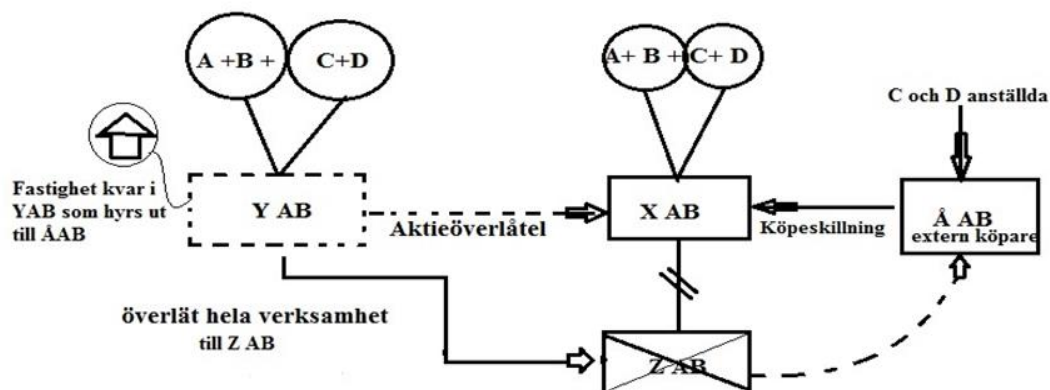 A +B +
C+D
A+ B +
C+ D
C och D anställda
Fastighet kvar i
YAB som hyrs ut
till ÅAB
Y AB
Aktieöverlåtel
X AB
Köpeskillning
Å AB
extern köpare
överlåt hela verksamhet
till Z AB
Z AB